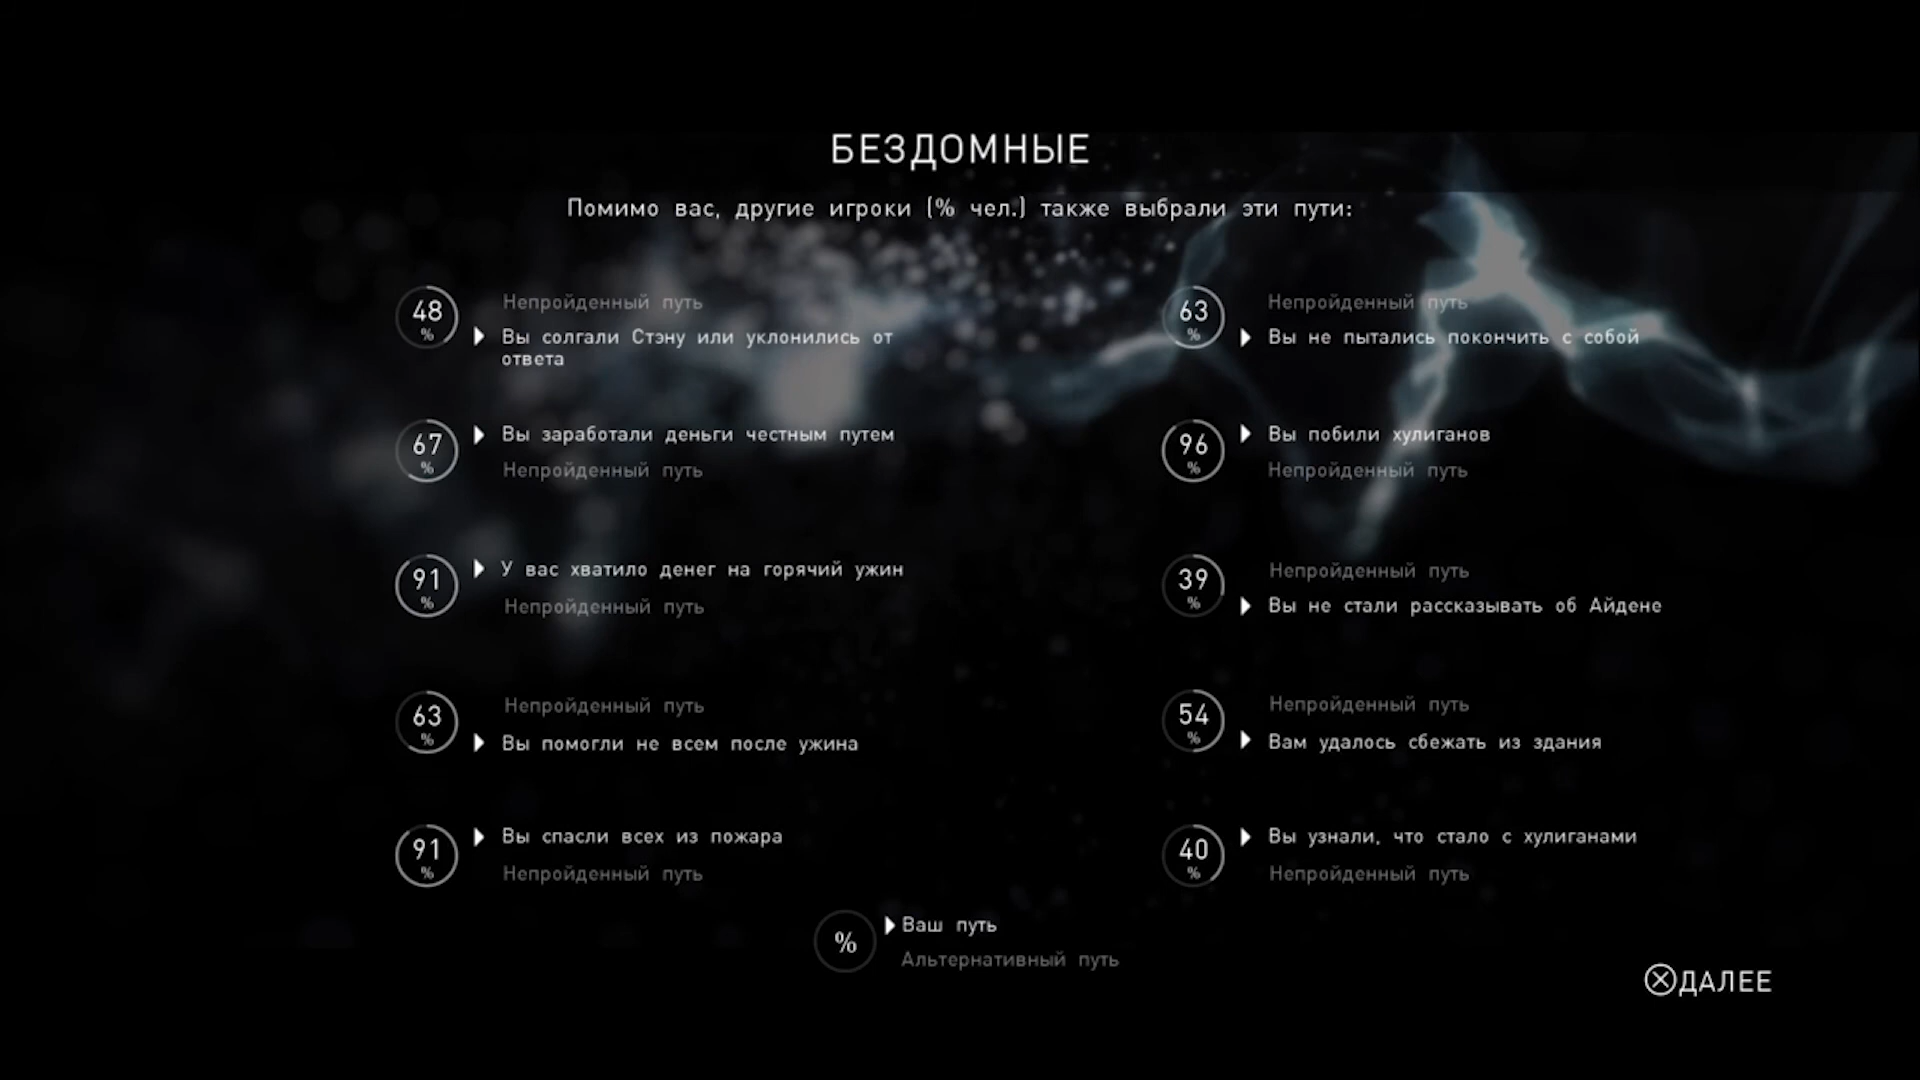 БЕЗДОМНЫЕ
Помимо вас, другие игроки (% чел.) также выбрали эти пути:
48
%
Непройденный путь
Вы солгали Стэну или уклонились от
ответа
67
%
Вы заработали деньги честным путем
Непройденный путь
91
%
У вас хватило денег на горячий ужин
Непройденный путь
63
%
Непройденный путь
Вы помогли не всем после ужина
91
%
Вы спасли всех из пожара
Непройденный путь
63
%
Непройденный путь
Вы не пытались покончить с собой
96
%
Вы побили хулиганов
Непройденный путь
39
%
Непройденный путь
Вы не стали рассказывать об Айдене
54
%
Непройденный путь
Вам удалось сбежать из здания
40
%
Вы узнали, что стало с хулиганами
Непройденный путь
%
Ваш путь
Альтернативный путь
ДАЛЕЕ